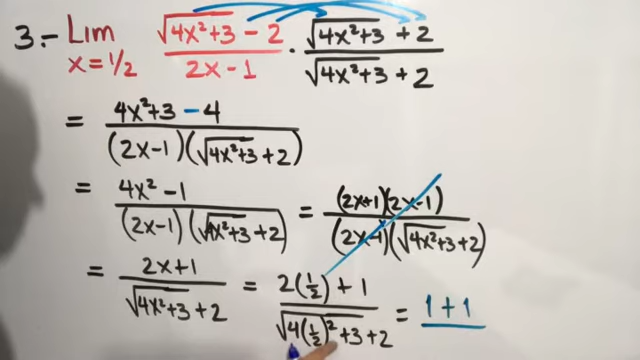 3.- Lim x=1/2 (√(4x²+3) - 2)/(2x-1) · (√(4x²+3) + 2)/(√(4x²+3) + 2)
= (4x²+3 - 4)/((2x-1)(√(4x²+3) + 2))
= (4x² - 1)/((2x-1)(√(4x²+3) + 2)) = ((2x+1)(2x-1))/((2x-1)(√(4x²+3) + 2))
= (2x+1)/(√(4x²+3) + 2) = (2(1/2) + 1)/(√(4(1/2)²+3) + 2) = 1+1